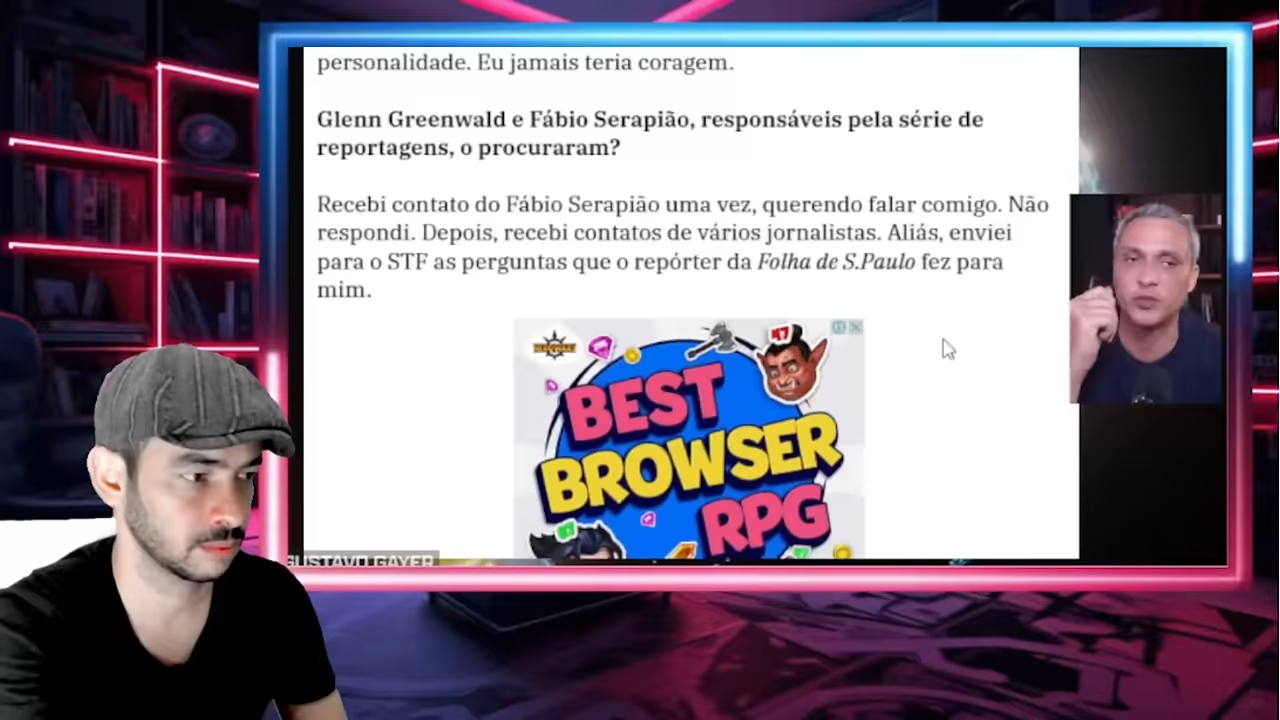 personalidade. Eu jamais teria coragem.
Glenn Greenwald e Fábio Serapião, responsáveis pela série de
reportagens, o procuraram?
Recebi contato do Fábio Serapião uma vez, querendo falar comigo. Não
respondi. Depois, recebi contatos de vários jornalistas. Aliás, enviei
para o STF as perguntas que o repórter da Folha de S.Paulo fez para
mim.
47
BEST
BROWSER
RPG
GUSTAVO GAYER